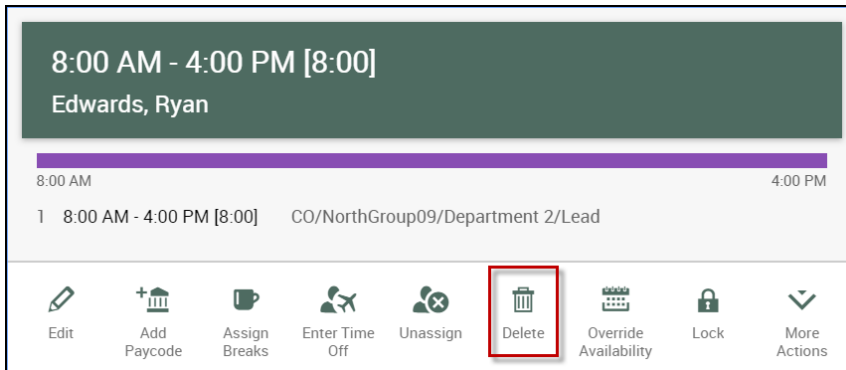 8:00 AM - 4:00 PM [8:00]
Edwards, Ryan
8:00 AM 4:00 PM
1 8:00 AM - 4:00 PM [8:00] CO/NorthGroup09/Department 2/Lead
Edit
Add
Paycode
Assign
Breaks
Enter Time
Off
Unassign
Delete
Override
Availability
Lock
More
Actions